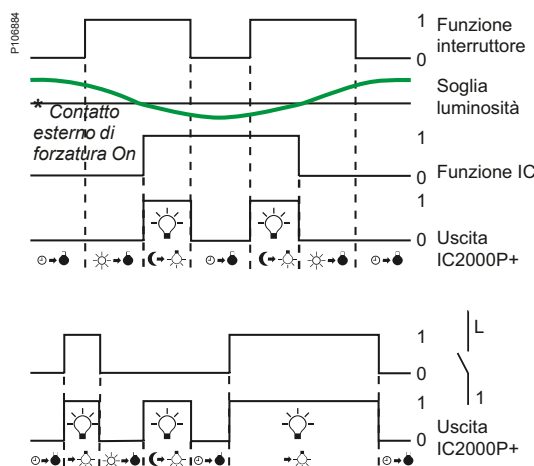 P106884
1
Funzione
interruttore
0
Soglia
luminosità
* Contatto
esterno di
forzatura On
1
0 Funzione IC
1
0
Uscita
IC2000P+
1
0
L
1
1
0
Uscita
IC2000P+